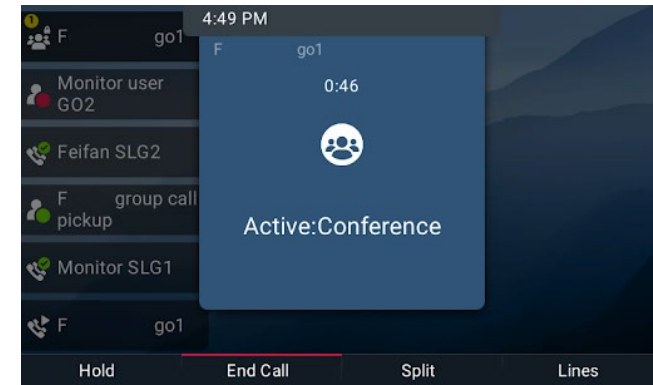 4:49 PM
1
F go1
Monitor user
GO2
Feifan SLG2
F group call
pickup
Monitor SLG1
F go1
F go1
0:46
Active:Conference
Hold
End Call
Split
Lines